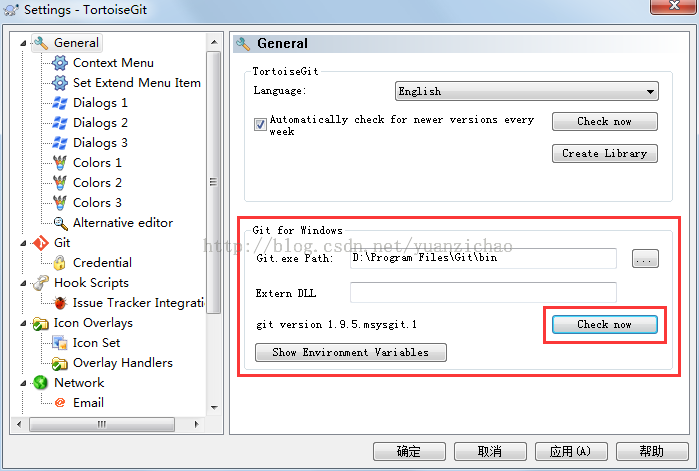 Settings - TortoiseGit
General
Context Menu
Set Extend Menu Item
Dialogs 1
Dialogs 2
Dialogs 3
Colors 1
Colors 2
Colors 3
Alternative editor
Git
Credential
Hook Scripts
Issue Tracker Integrati
Icon Overlays
Icon Set
Overlay Handlers
Network
Email
General
TortoiseGit
Language:
English
Automatically check for newer versions every
week
Check now
Create Library
Git for Windows
http://blog.csdn.net/yuanzichao
Git.exe Path:
D:\Program Files\Git\bin
...
Extern DLL
git version 1.9.5.msysgit.1
Check now
Show Environment Variables
确定
取消
应用(A)
帮助